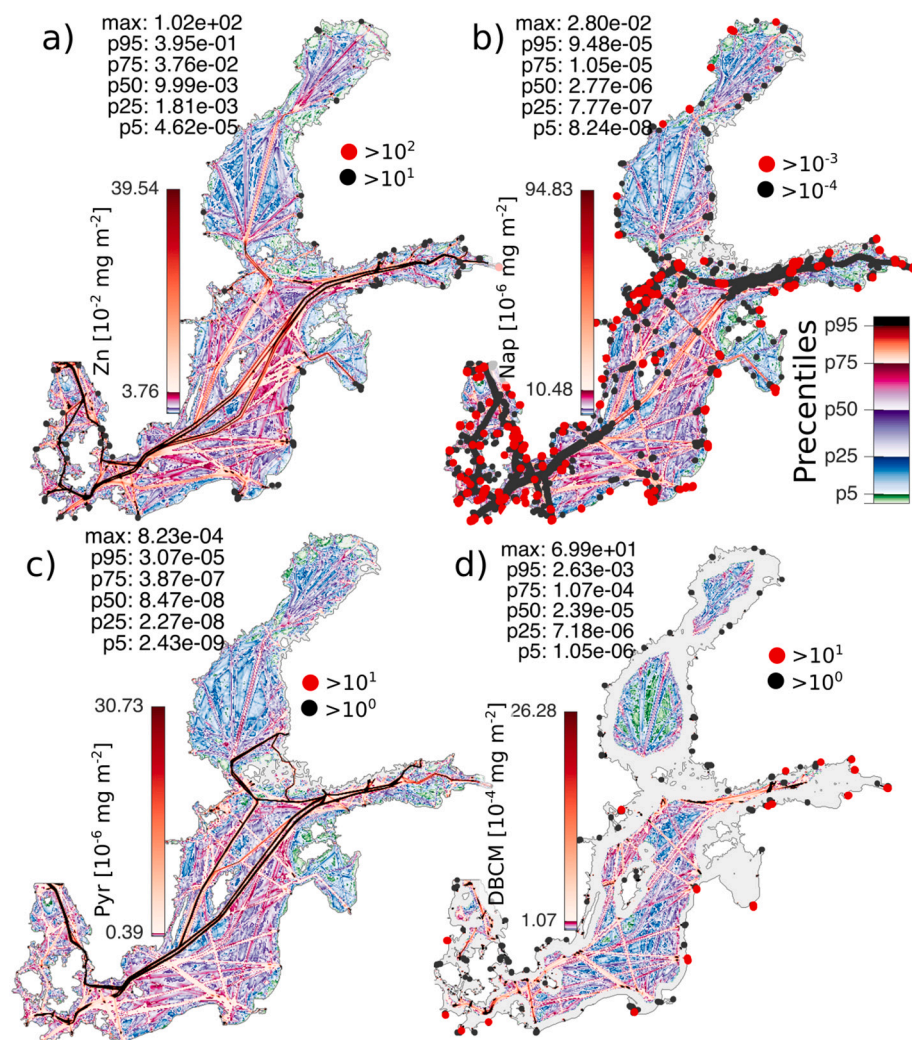 a)
max: 1.02e+02
p95: 3.95e-01
p75: 3.76e-02
p50: 9.99e-03
p25: 1.81e-03
p5: 4.62e-05
>10²
>10¹
39.54
Zn [10⁻² mg m⁻²]
3.76
b)
max: 2.80e-02
p95: 9.48e-05
p75: 1.05e-05
p50: 2.77e-06
p25: 7.77e-07
p5: 8.24e-08
>10⁻³
>10⁻⁴
94.83
Nap [10⁻⁶ mg m⁻²]
10.48
Precentiles
p95
p75
p50
p25
p5
c)
max: 8.23e-04
p95: 3.07e-05
p75: 3.87e-07
p50: 8.47e-08
p25: 2.27e-08
p5: 2.43e-09
>10¹
>10⁰
30.73
Pyr [10⁻⁶ mg m⁻²]
0.39
d)
max: 6.99e+01
p95: 2.63e-03
p75: 1.07e-04
p50: 2.39e-05
p25: 7.18e-06
p5: 1.05e-06
>10¹
>10⁰
26.28
DBCM [10⁻⁴ mg m⁻²]
1.07